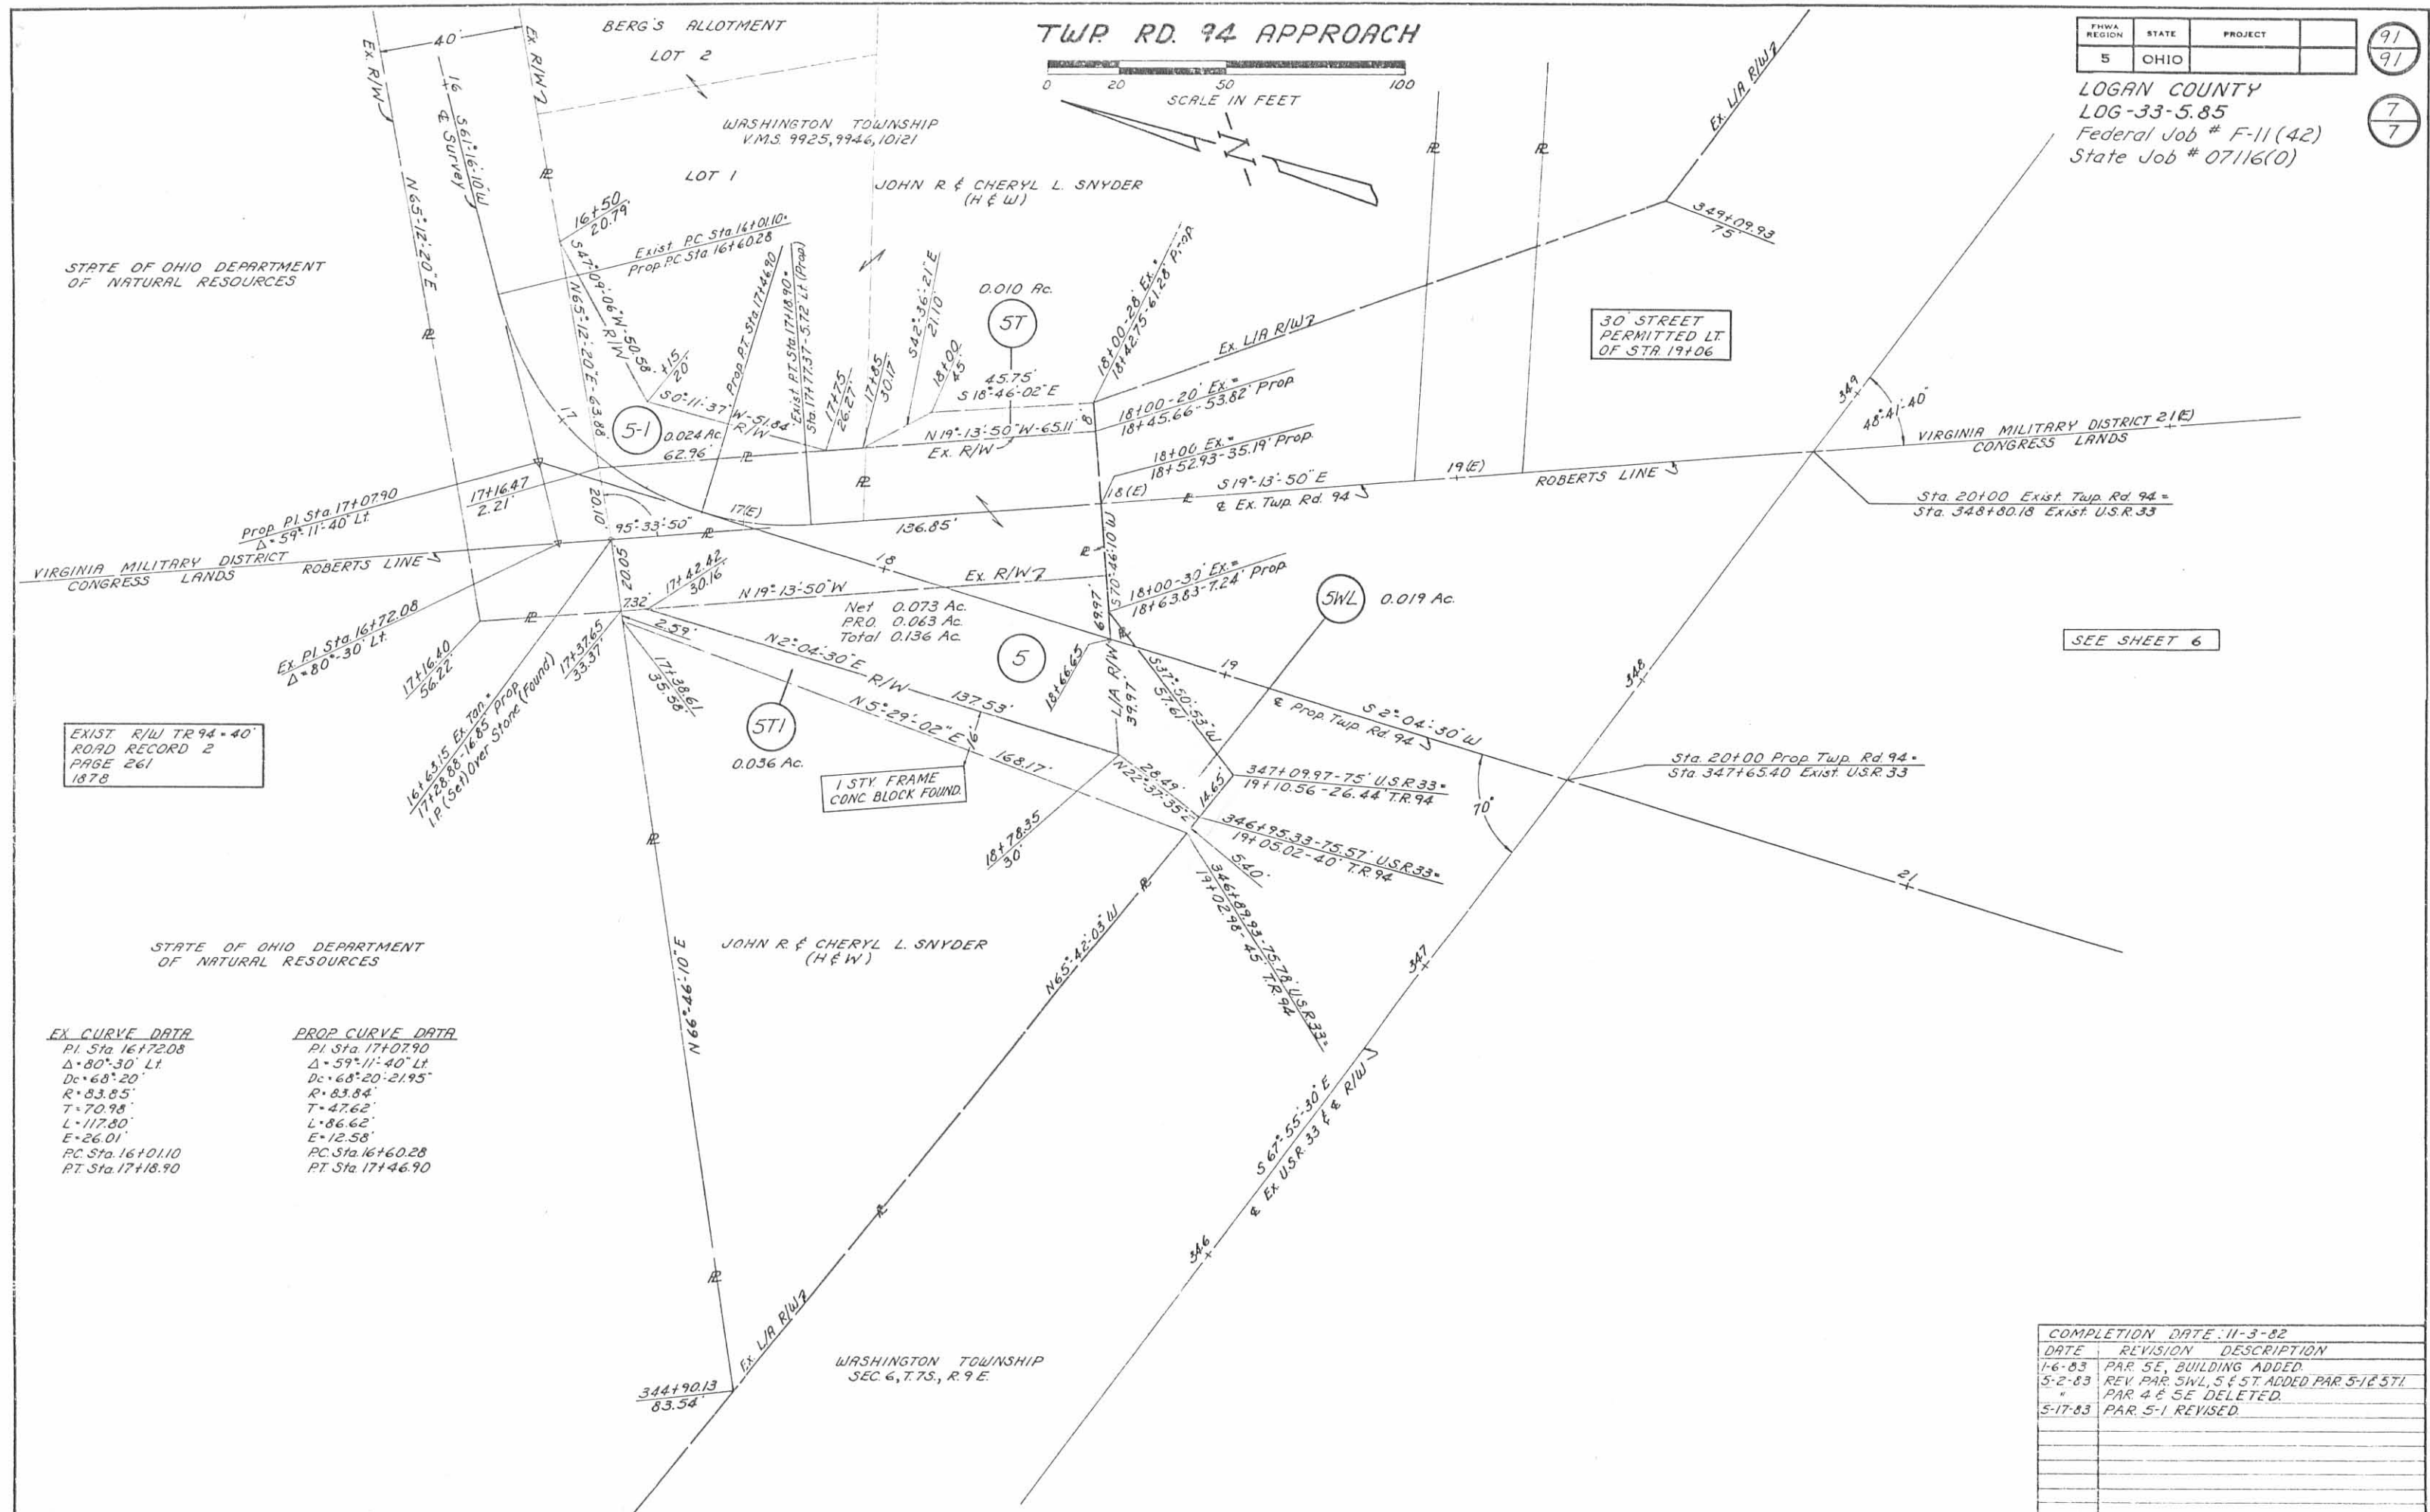 TWP. RD. 94 APPROACH
0 20 50 100
SCALE IN FEET
N
FHWA REGION STATE PROJECT
5 OHIO
91
91
LOGAN COUNTY
LOG-33-5.85
Federal Job # F-11(42)
State Job # 07116(0)
7
7
BERG'S ALLOTMENT
LOT 2
WASHINGTON TOWNSHIP
V.M.S. 9925, 9946, 10121
LOT 1
JOHN R. & CHERYL L. SNYDER
(H & W)
Ex. R/W
40'
Ex. R/W
16
S61°-16'-10"W
℄ Survey
N65°-12'-20"E
STATE OF OHIO DEPARTMENT
OF NATURAL RESOURCES
16+50
20.79'
Exist. P.C. Sta. 16+01.10=
Prop. P.C. Sta. 16+60.28
S47°-09'-06"W-50.58'
R/W
N65°-12'-20"E-63.88'
+15
20'
Prop. P.T. Sta. 17+46.90
Exist. P.T. Sta. 17+18.90=
Sta. 17+77.37-5.72' Lt (Prop)
17+75
26.27'
17+85
30.17'
S42°-36'-21"E
21.10'
18+00
45'
0.010 Ac.
5T
45.75'
S18°-46'-02"E
18+00-28' Ex.=
18+42.75-61.28' Prop.
Ex. L/A R/W
Ex. L/A R/W
349+09.93
75'
30' STREET
PERMITTED LT.
OF STA. 19+06
17
5-1
0.024 Ac.
62.96'
S0°-11'-37"W-51.84'
R/W
N19°-13'-50"W-65.11'
Ex. R/W
8'
18+00-20' Ex.=
18+45.66-53.82' Prop.
18+00 Ex.=
18+52.93-35.19' Prop.
349
48°-41'-40"
VIRGINIA MILITARY DISTRICT 21(E)
CONGRESS LANDS
18(E)
S19°-13'-50"E
℄ Ex. Twp. Rd. 94
19(E)
ROBERTS LINE
Sta. 20+00 Exist. Twp. Rd. 94 =
Sta. 348+80.18 Exist. U.S.R. 33
Prop. P.I. Sta. 17+07.90
Δ=59°-11'-40" Lt.
17+16.47
2.21'
20.10'
95°-33'-50"
17(E)
136.85'
VIRGINIA MILITARY DISTRICT
CONGRESS LANDS
ROBERTS LINE
20.05'
17+42.42
30.16'
18
N19°-13'-50"W
Ex. R/W
S70°-46'-10"W
69.97'
18+00-30' Ex.=
18+63.83-7.24' Prop.
5WL
0.019 Ac.
Ex. P.I. Sta. 16+72.08
Δ=80°-30' Lt.
17+16.40
56.22'
7.32'
2.59'
Net 0.073 Ac.
P.R.O. 0.063 Ac.
Total 0.136 Ac.
5
SEE SHEET 6
16+63.15 Ex. Tan.=
17+28.88-16.85' Prop.
I.P. (Set) Over Stone (Found)
17+37.65
33.37'
17+38.61
35.58'
N2°-04'-30"E
R/W
137.53'
18+66.65
L/A R/W
39.97'
S37°-50'-53"W
57.61'
19
348
℄ Prop. Twp. Rd. 94
S2°-04'-30"W
5T1
0.036 Ac.
N5°-29'-02"E
168.17'
16'
1 STY. FRAME
CONC. BLOCK FOUND.
EXIST. R/W TR 94=40'
ROAD RECORD 2
PAGE 261
1878
18+78.35
30'
28.49'
N22°-37'-35"E
14.65'
347+09.97-75' U.S.R. 33=
19+10.56-26.44' T.R. 94
346+95.33-75.57' U.S.R. 33=
19+05.02-40' T.R. 94
5.40'
346+89.93-75.78' U.S.R. 33=
19+02.98-45' T.R. 94
70°
Sta. 20+00 Prop. Twp. Rd. 94=
Sta. 347+65.40 Exist. U.S.R. 33
21
347
STATE OF OHIO DEPARTMENT
OF NATURAL RESOURCES
JOHN R. & CHERYL L. SNYDER
(H & W)
N66°-46'-10"E
N65°-42'-03"W
EX. CURVE DATA
P.I. Sta. 16+72.08
Δ=80°-30' Lt.
Dc=68°-20'
R=83.85'
T=70.98'
L=117.80'
E=26.01'
P.C. Sta. 16+01.10
P.T. Sta. 17+18.90
PROP. CURVE DATA
P.I. Sta. 17+07.90
Δ=59°-11'-40" Lt.
Dc=68°-20'-21.95"
R=83.84'
T=47.62'
L=86.62'
E=12.58'
P.C. Sta. 16+60.28
P.T. Sta. 17+46.90
S67°-55'-30"E
℄ Ex. U.S.R. 33 & ℄ R/W
346
Ex. L/A R/W
344+90.13
83.54'
WASHINGTON TOWNSHIP
SEC. 6, T.7S., R.9E.
COMPLETION DATE: 11-3-82
DATE REVISION DESCRIPTION
1-6-83 PAR. 5E, BUILDING ADDED.
5-2-83 REV. PAR. 5WL, 5 & 5T. ADDED PAR. 5-1 & 5T1.
" PAR. 4 & 5E DELETED.
5-17-83 PAR. 5-1 REVISED.